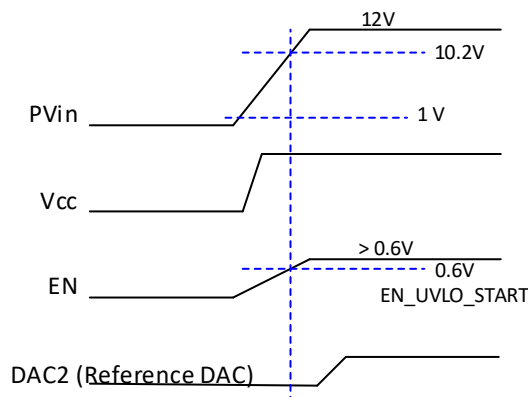 12V
10.2V
PVin
1 V
Vcc
> 0.6V
0.6V
EN
EN_UVLO_START
DAC2 (Reference DAC)